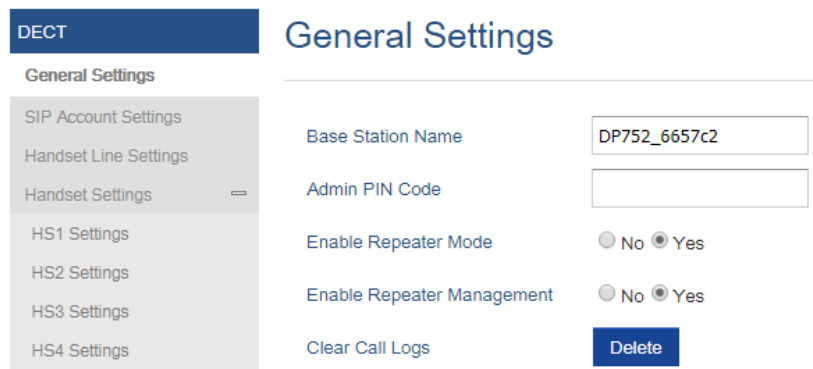 DECT
General Settings
SIP Account Settings
Handset Line Settings
Handset Settings
HS1 Settings
HS2 Settings
HS3 Settings
HS4 Settings
General Settings
Base Station Name DP752_6657c2
Admin PIN Code
Enable Repeater Mode No Yes
Enable Repeater Management No Yes
Clear Call Logs Delete